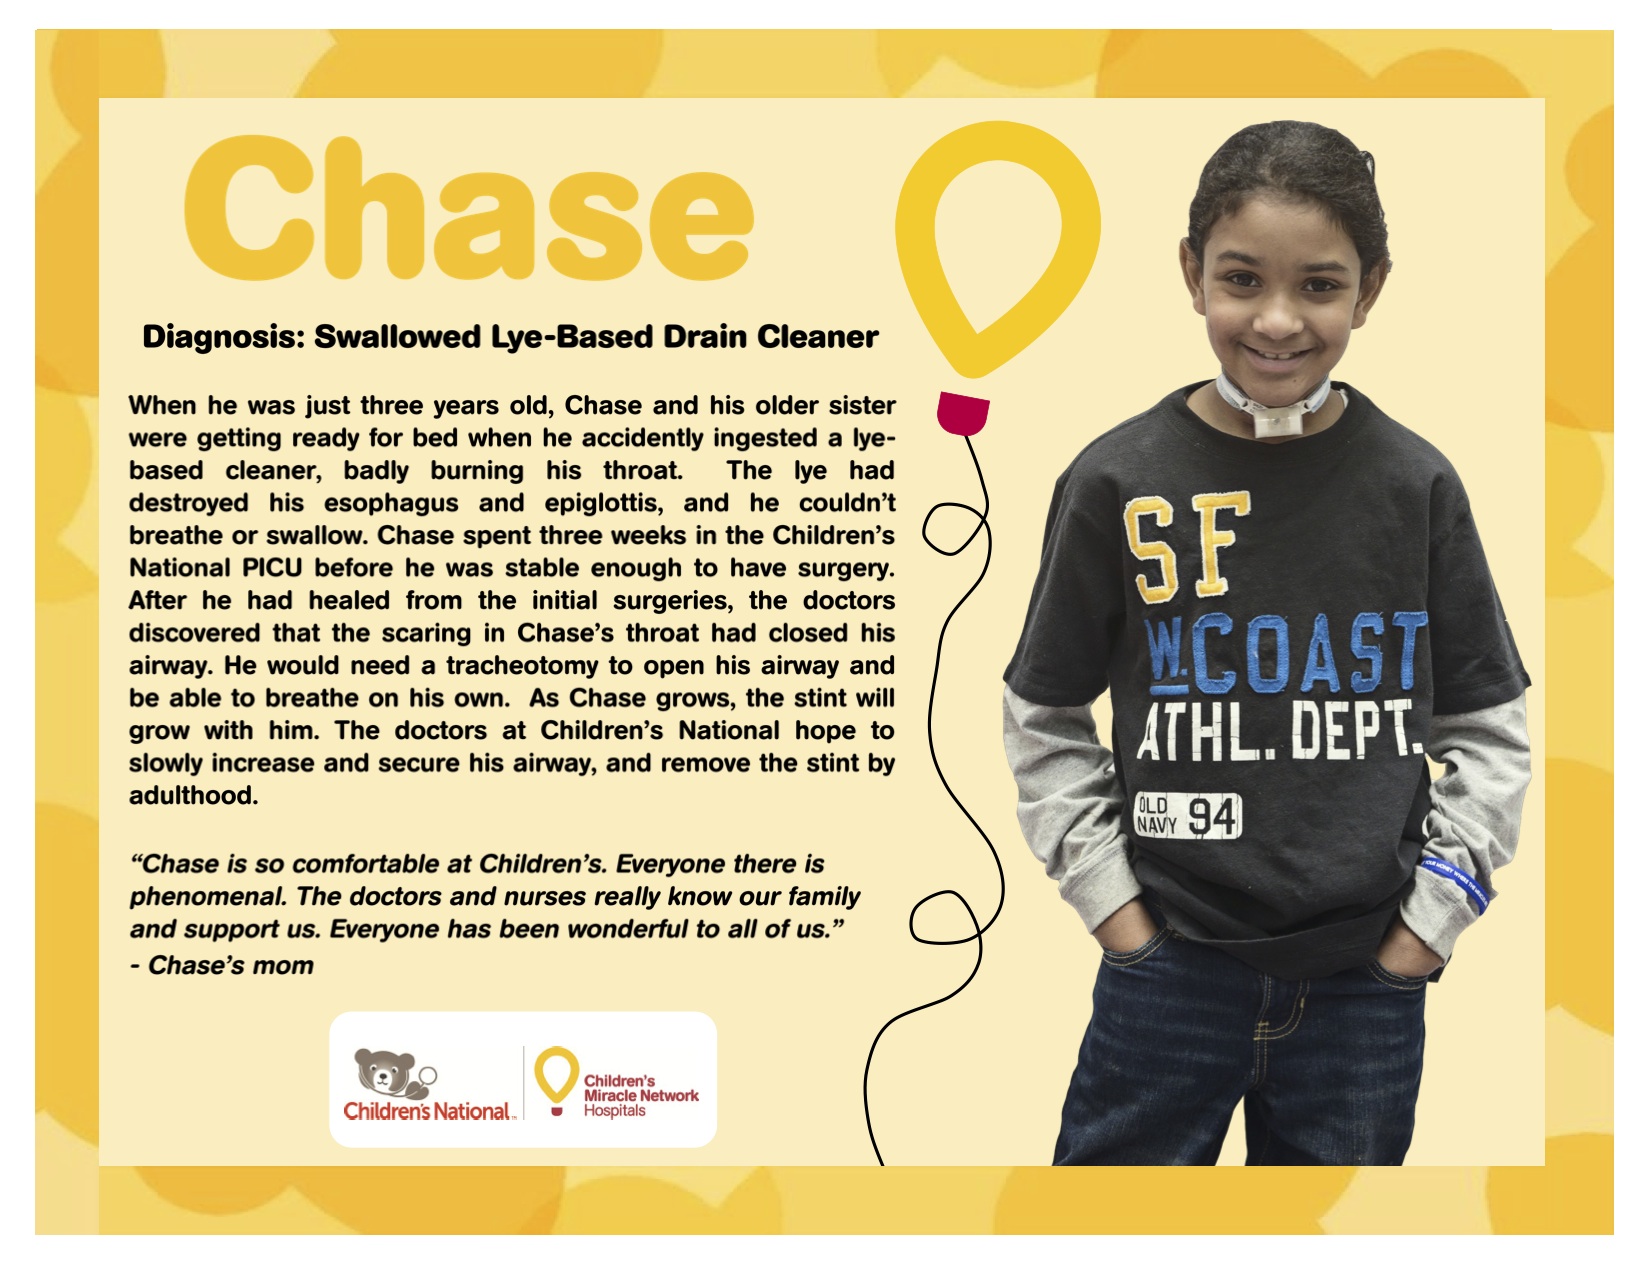 Chase
Diagnosis: Swallowed Lye-Based Drain Cleaner
When he was just three years old, Chase and his older sister
were getting ready for bed when he accidently ingested a lye-
based cleaner, badly burning his throat. The lye had
destroyed his esophagus and epiglottis, and he couldn't
breathe or swallow. Chase spent three weeks in the Children's
National PICU before he was stable enough to have surgery.
After he had healed from the initial surgeries, the doctors
discovered that the scaring in Chase's throat had closed his
airway. He would need a tracheotomy to open his airway and
be able to breathe on his own. As Chase grows, the stint will
grow with him. The doctors at Children's National hope to
slowly increase and secure his airway, and remove the stint by
adulthood.
"Chase is so comfortable at Children's. Everyone there is
phenomenal. The doctors and nurses really know our family
and support us. Everyone has been wonderful to all of us."
- Chase's mom
Children's National™
Children's
Miracle Network
Hospitals
SF
W.COAST
ATHL. DEPT.
OLD
NAVY 94